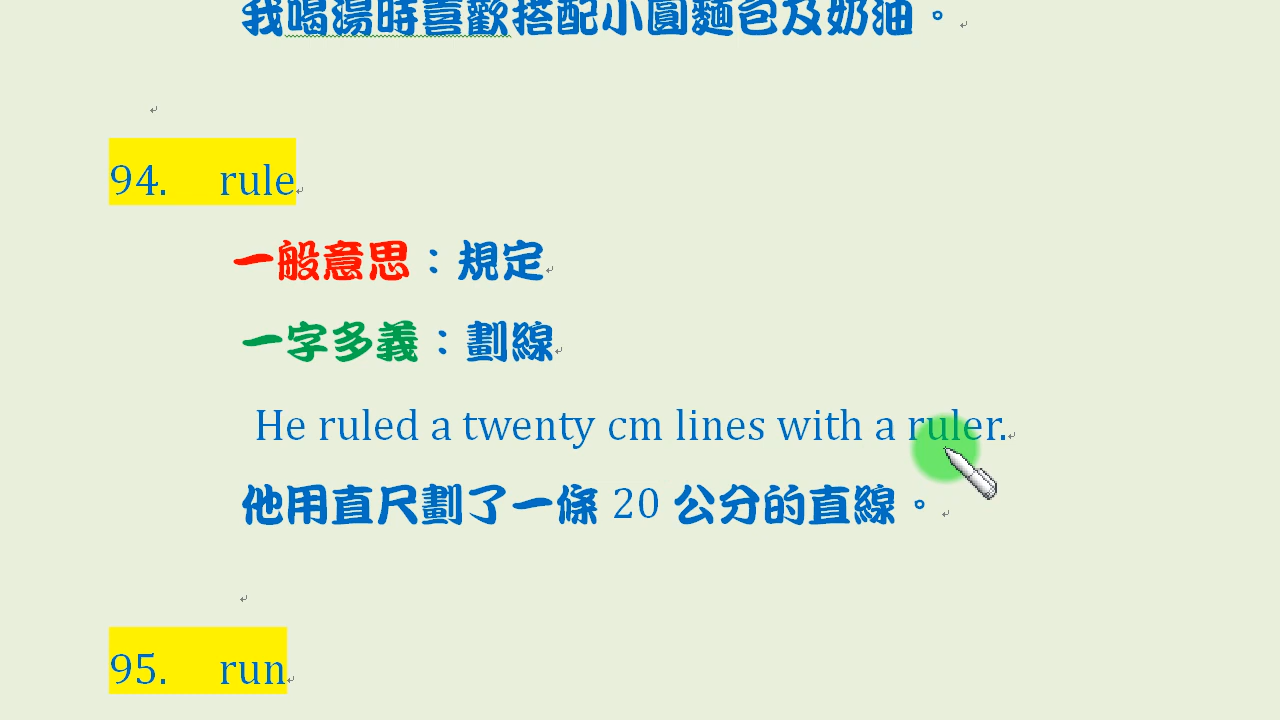 我喝湯時喜歡搭配小圓麵包及奶油。
94. rule
一般意思：規定
一字多義：劃線
He ruled a twenty cm lines with a ruler.
他用直尺劃了一條 20 公分的直線。
95. run